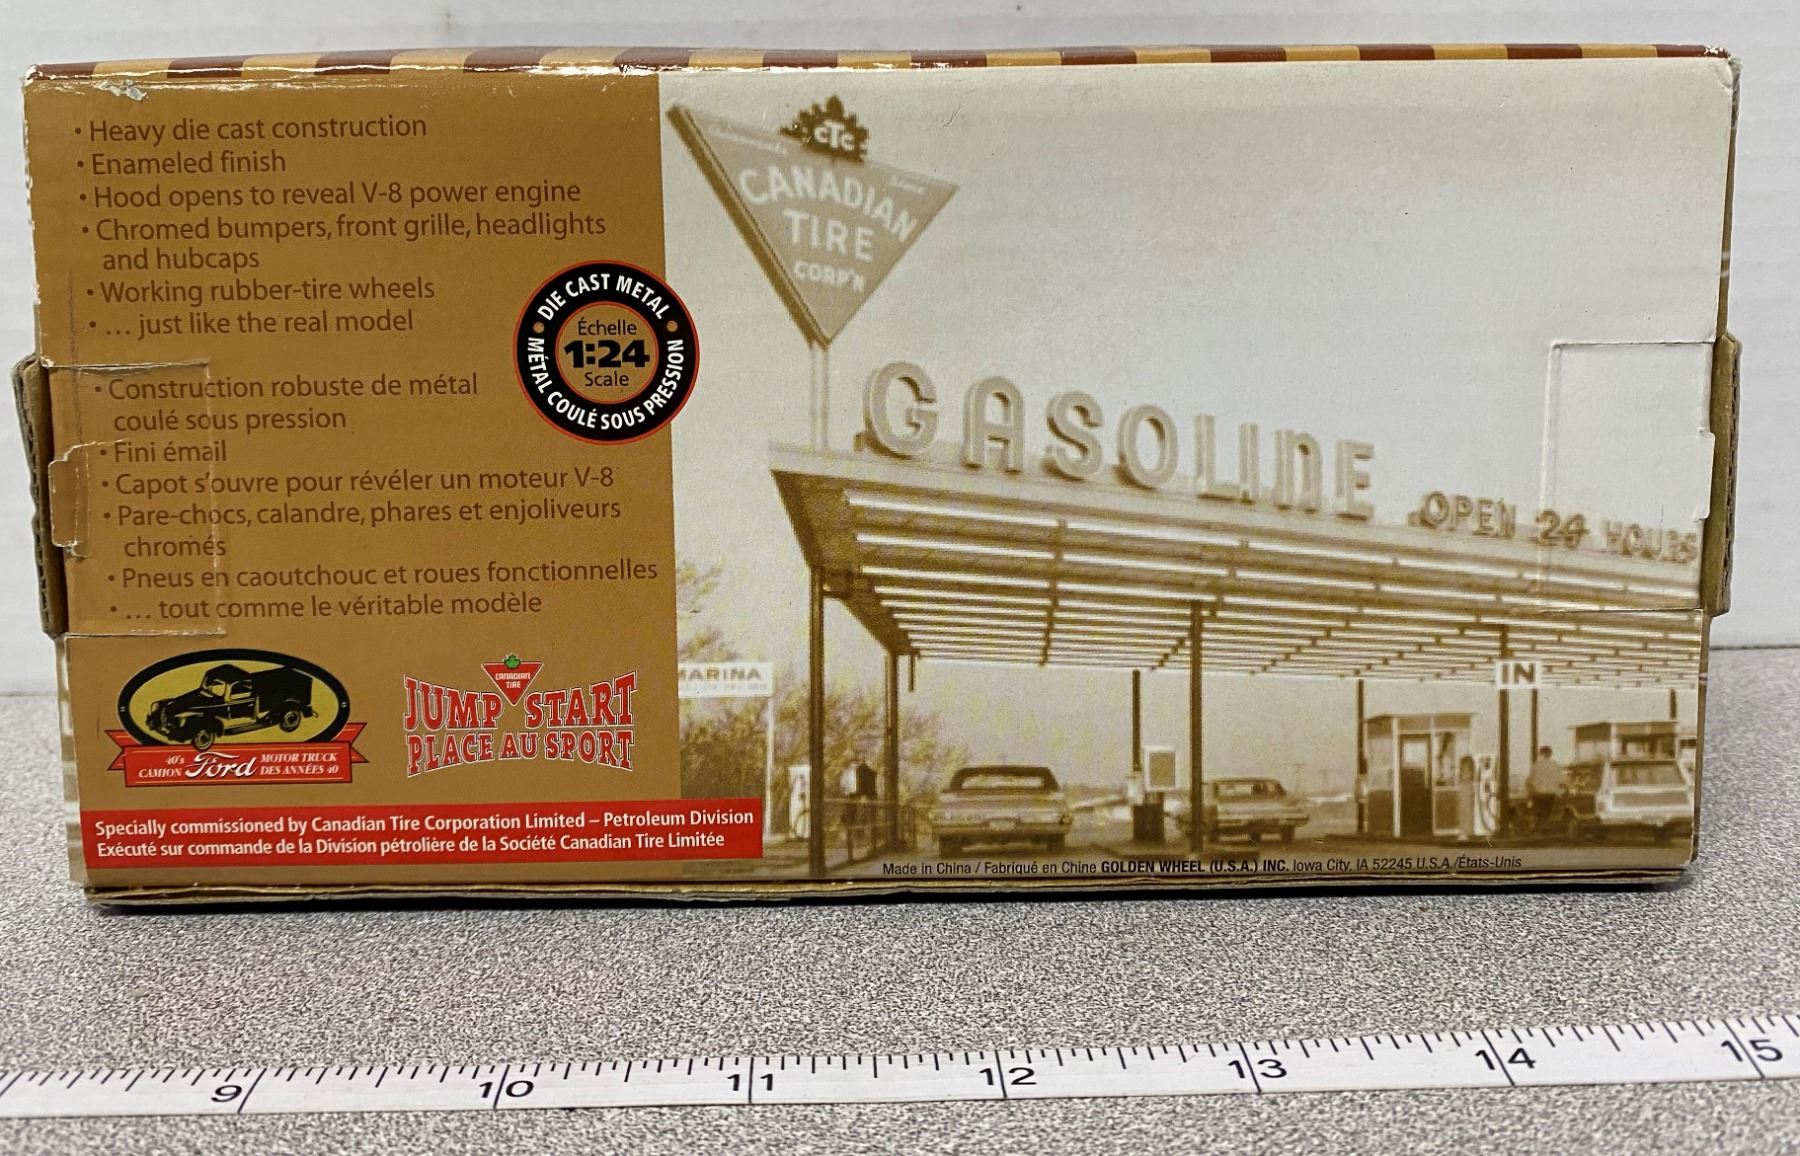 • Heavy die cast construction
• Enameled finish
• Hood opens to reveal V-8 power engine
• Chromed bumpers, front grille, headlights
and hubcaps
• Working rubber-tire wheels
• ... just like the real model
• Construction robuste de métal
coulé sous pression
• Fini émail
• Capot s'ouvre pour révéler un moteur V-8
• Pare-chocs, calandre, phares et enjoliveurs
chromés
• Pneus en caoutchouc et roues fonctionnelles
• ... tout comme le véritable modèle
• DIE CAST METAL •
Échelle
1:24
Scale
MÉTAL COULÉ SOUS PRESSION
40's
CAMION
Ford
MOTOR TRUCK
DES ANNÉES 40
CANADIAN
TIRE
JUMP START
PLACE AU SPORT
Specially commissioned by Canadian Tire Corporation Limited – Petroleum Division
Exécuté sur commande de la Division pétrolière de la Société Canadian Tire Limitée
CTC
CANADIAN
TIRE
CORP'N
GASOLINE
OPEN 24 HOURS
MARINA
IN
Made in China / Fabriqué en Chine GOLDEN WHEEL (U.S.A.) INC. Iowa City, IA 52245 U.S.A./États-Unis
9 10 11 12 13 14 15